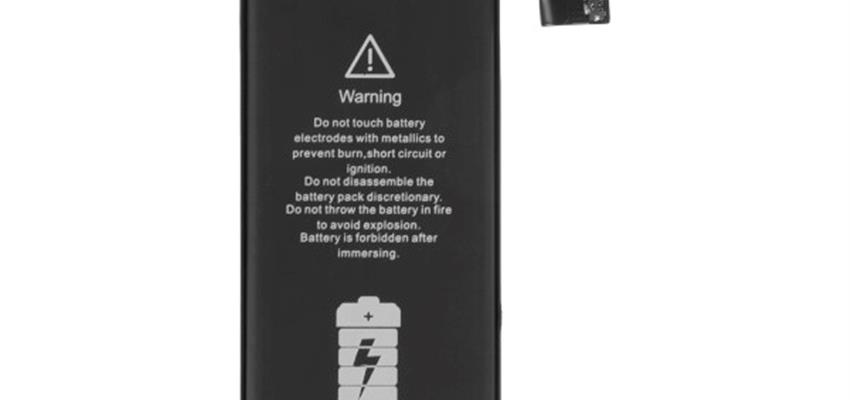 Warning
Do not touch battery
electrodes with metallics to
prevent burn,short circuit or
ignition.
Do not disassemble the
battery pack discretionary.
Do not throw the battery in fire
to avoid explosion.
Battery is forbidden after
immersing.
+